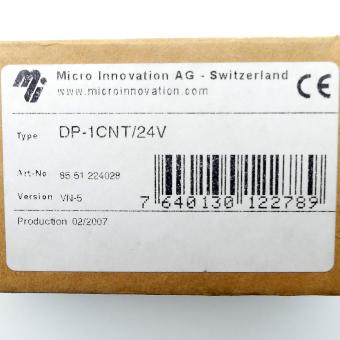 Micro Innovation AG - Switzerland
www.microinnovation.com
CE
Type DP-1CNT/24V
Art-No 95 51 224028
Version VN-5
7 640130 122789
Production 02/2007